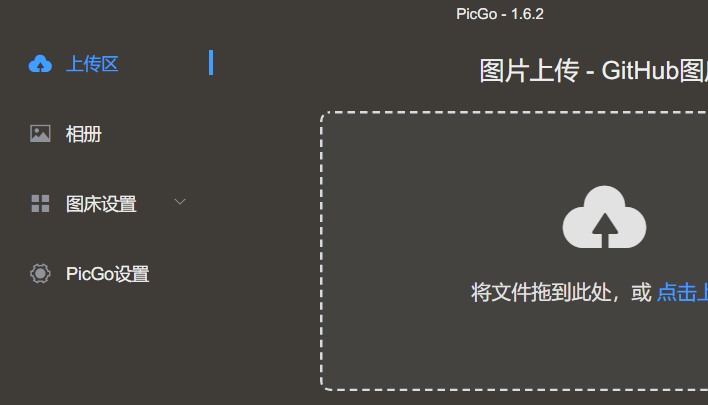 PicGo - 1.6.2
上传区
图片上传 - GitHub图
相册
图床设置
PicGo设置
将文件拖到此处，或 点击上